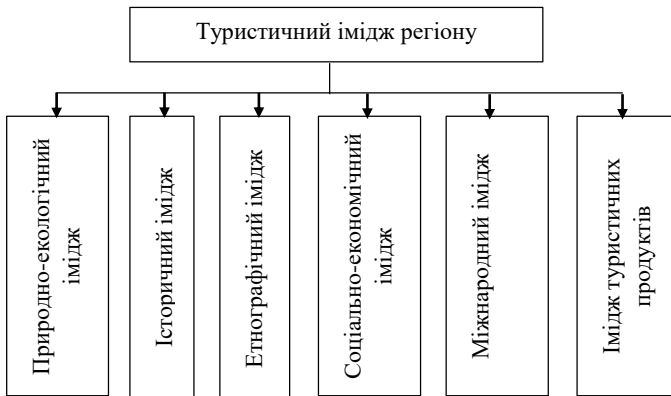 Туристичний імідж регіону
Природно-екологічний
імідж
Історичний імідж
Етнографічний імідж
Соціально-економічний
імідж
Міжнародний імідж
Імідж туристичних
продуктів